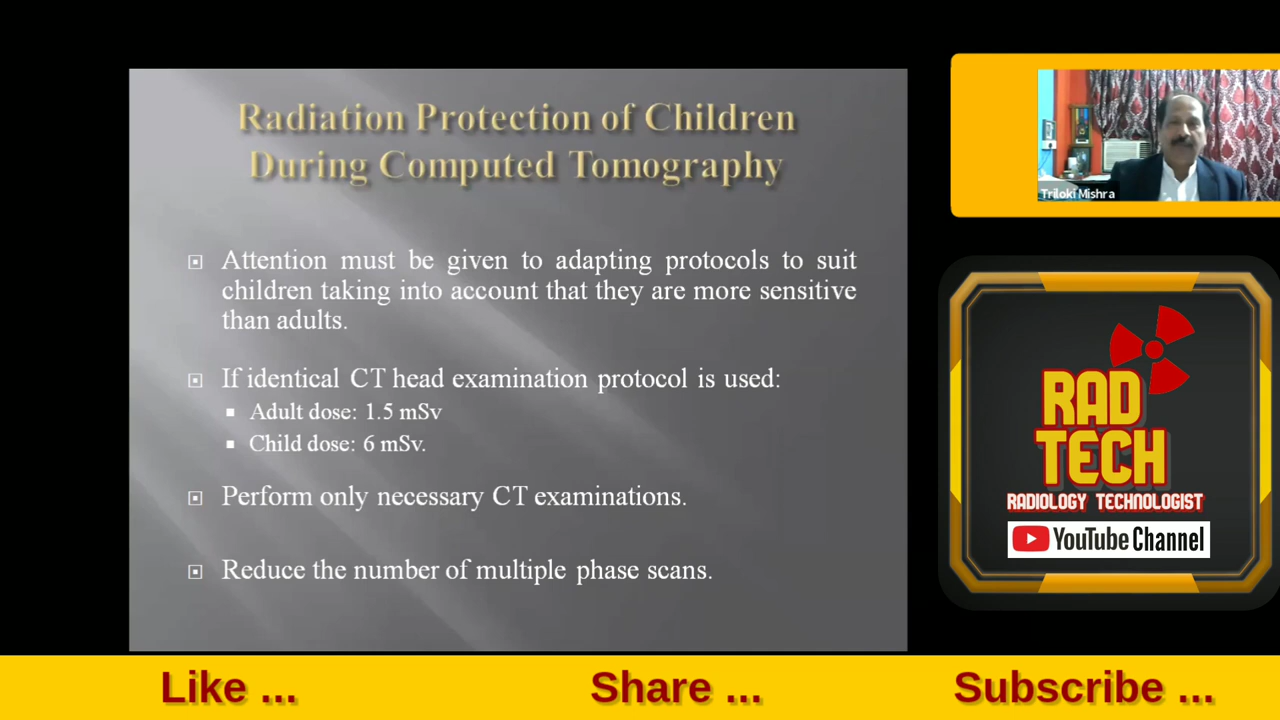 Radiation Protection of Children
During Computed Tomography
Attention must be given to adapting protocols to suit
children taking into account that they are more sensitive
than adults.
If identical CT head examination protocol is used:
Adult dose: 1.5 mSv
Child dose: 6 mSv.
Perform only necessary CT examinations.
Reduce the number of multiple phase scans.
Triloki Mishra
RAD
TECH
RADIOLOGY TECHNOLOGIST
YouTube Channel
Like ... Share ... Subscribe ...